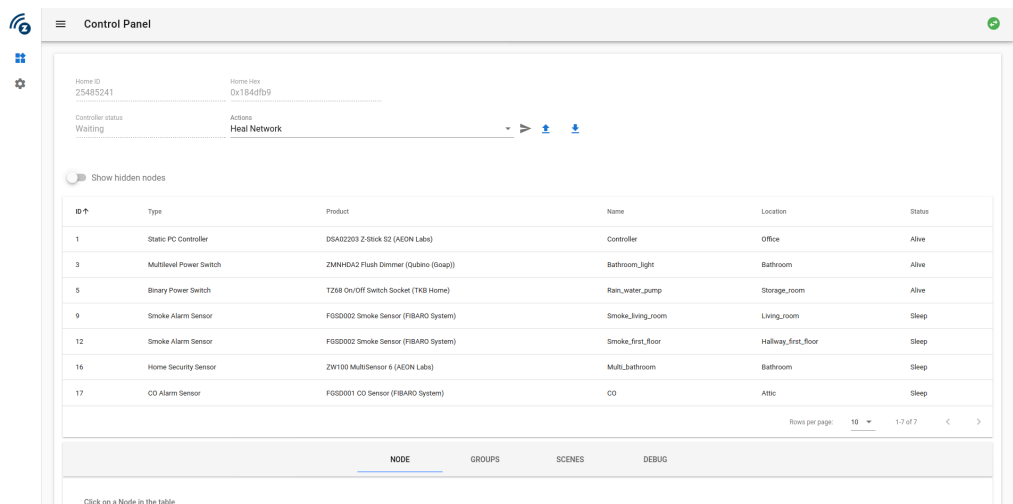 Control Panel
Home ID Home Hex
25485241 0x184dfb9
Controller status Actions
Waiting Heal Network
Show hidden nodes
ID Type Product Name Location Status
1 Static PC Controller DSA02203 Z-Stick S2 (AEON Labs) Controller Office Alive
3 Multilevel Power Switch ZMNHDA2 Flush Dimmer (Qubino (Goap)) Bathroom_light Bathroom Alive
5 Binary Power Switch TZ68 On/Off Switch Socket (TKB Home) Rain_water_pump Storage_room Alive
9 Smoke Alarm Sensor FGSD002 Smoke Sensor (FIBARO System) Smoke_living_room Living_room Sleep
12 Smoke Alarm Sensor FGSD002 Smoke Sensor (FIBARO System) Smoke_first_floor Hallway_first_floor Sleep
16 Home Security Sensor ZW100 MultiSensor 6 (AEON Labs) Multi_bathroom Bathroom Sleep
17 CO Alarm Sensor FGSD001 CO Sensor (FIBARO System) CO Attic Sleep
Rows per page: 10 1-7 of 7
NODE GROUPS SCENES DEBUG
Click on a Node in the table